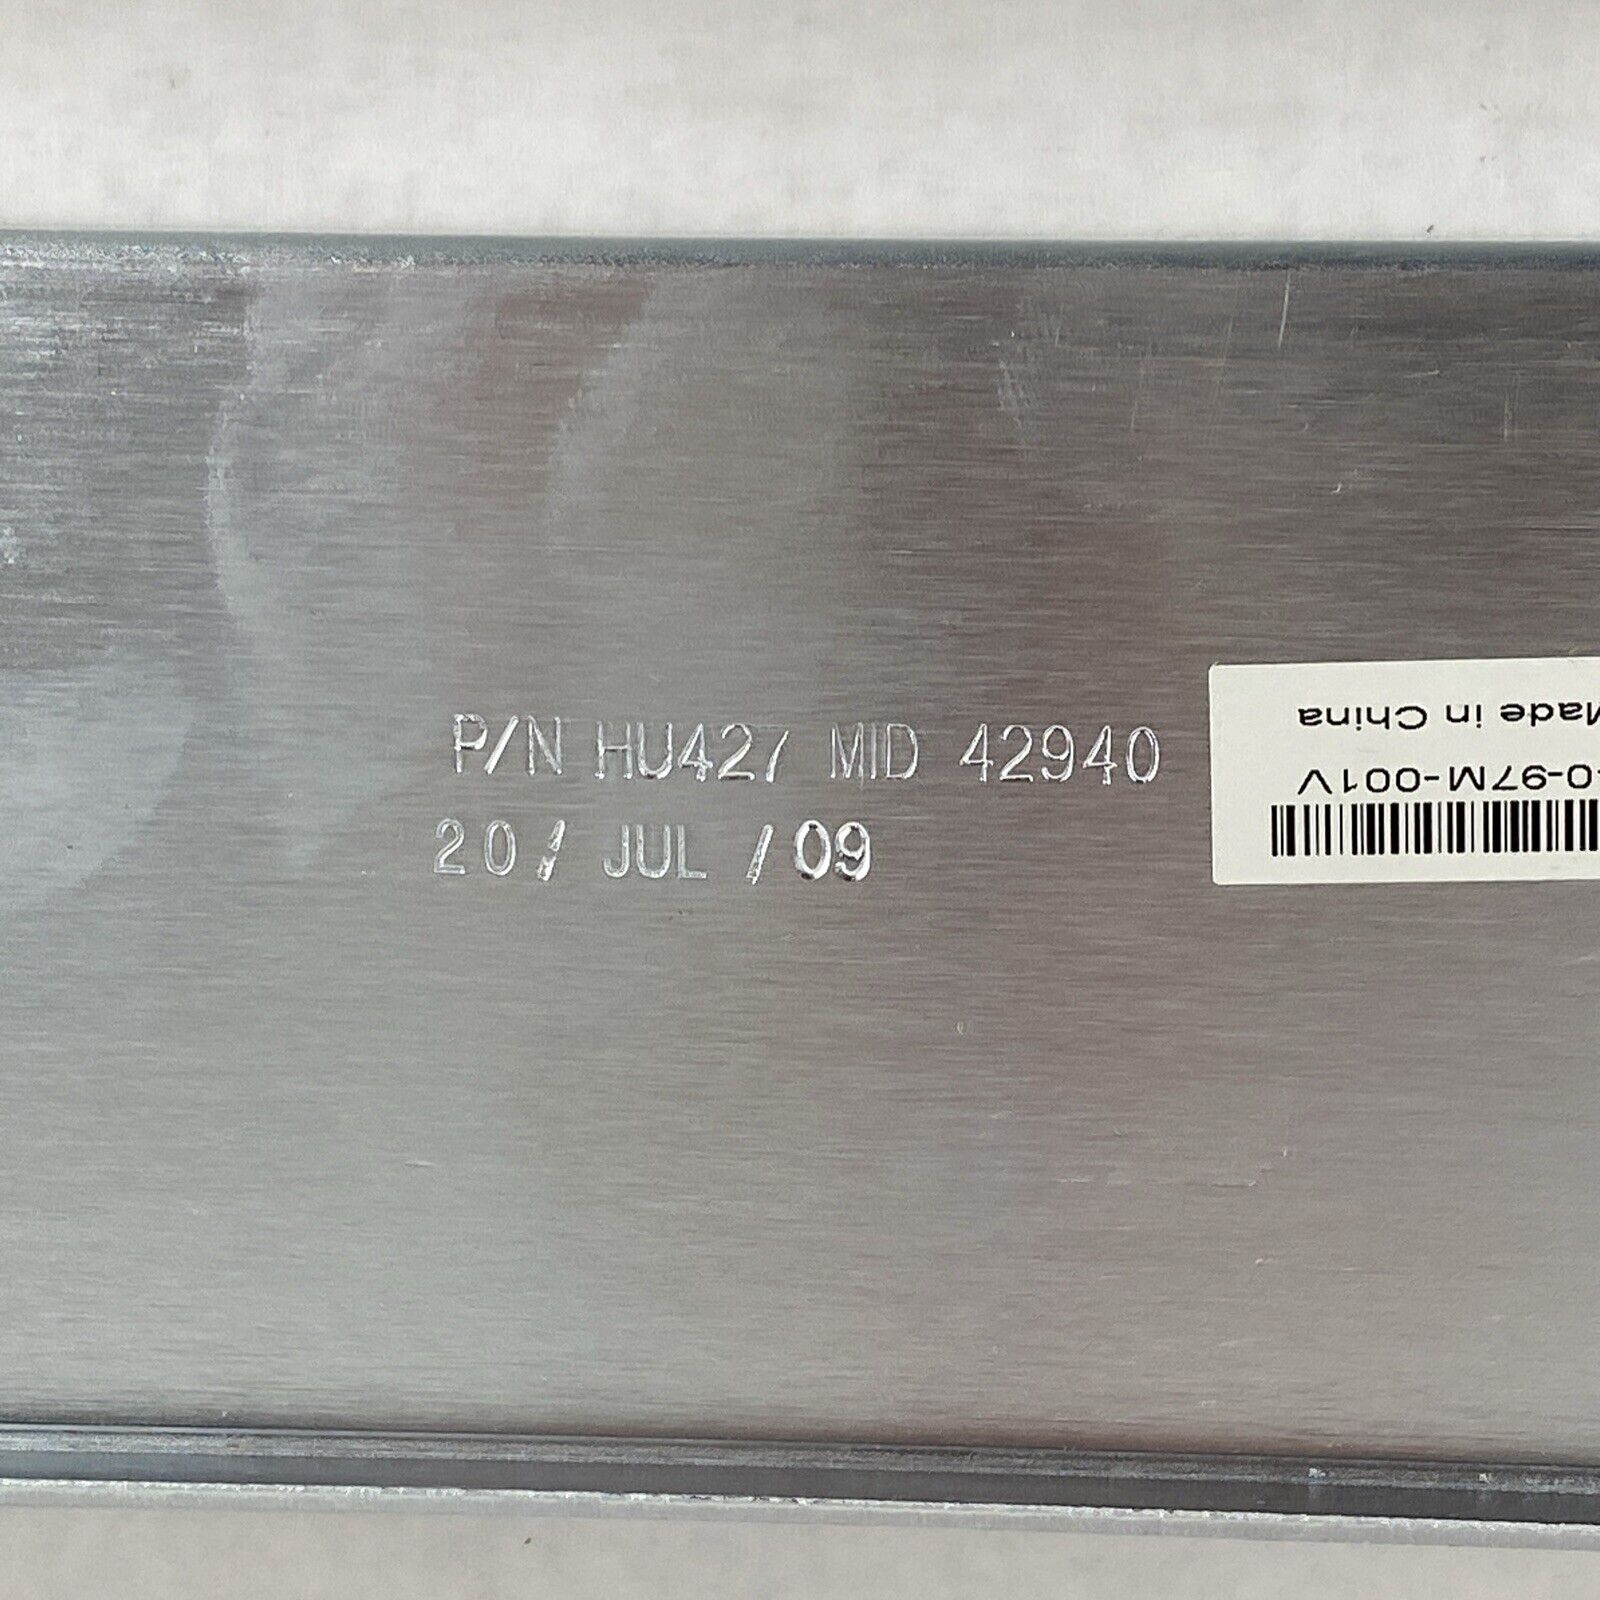 P/N HU427 MID 42940
20/ JUL /09
Made in China
0-97M-001V